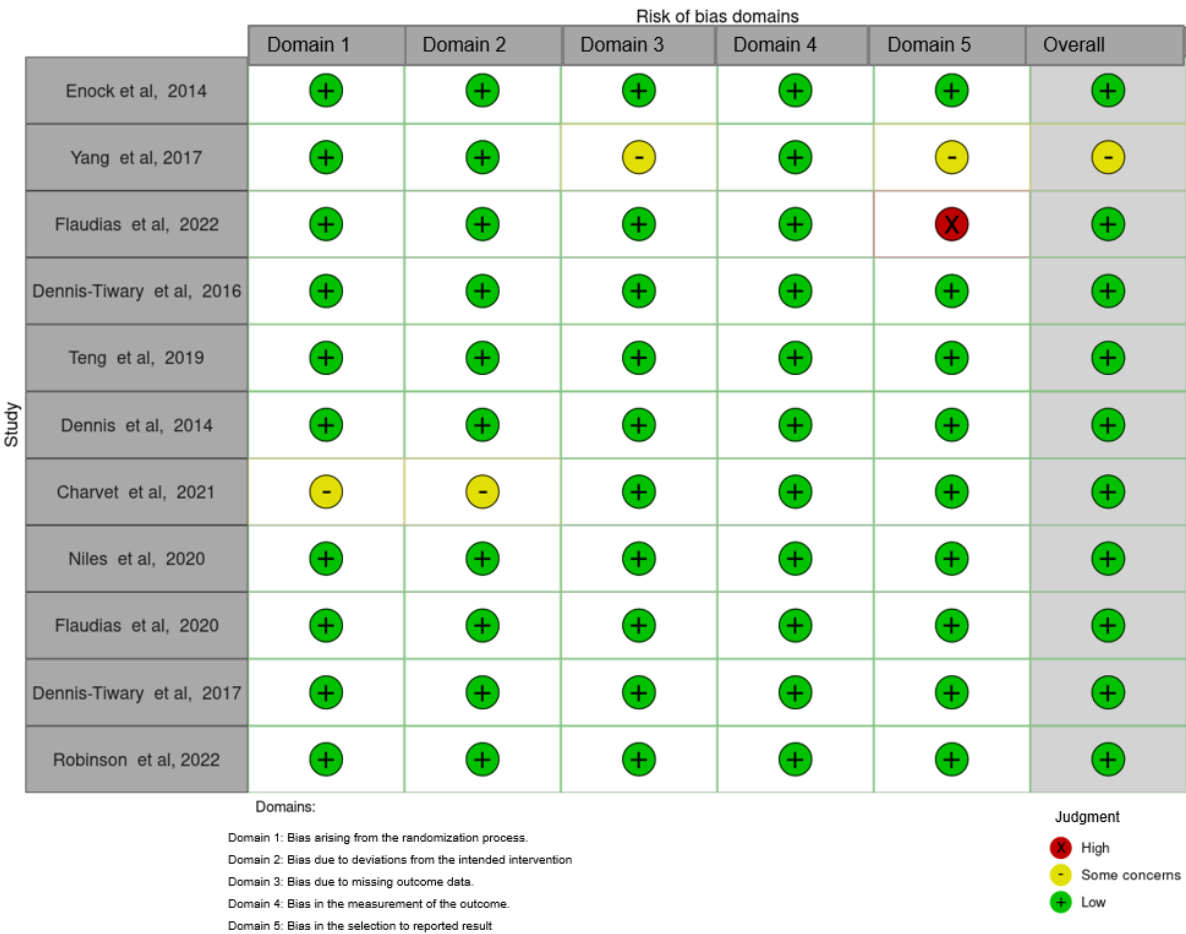 Risk of bias domains
Domain 1 Domain 2 Domain 3 Domain 4 Domain 5 Overall
Study
Enock et al, 2014 + + + + + +
Yang et al, 2017 + + - + - -
Flaudias et al, 2022 + + + + X +
Dennis-Tiwary et al, 2016 + + + + + +
Teng et al, 2019 + + + + + +
Dennis et al, 2014 + + + + + +
Charvet et al, 2021 - - + + + +
Niles et al, 2020 + + + + + +
Flaudias et al, 2020 + + + + + +
Dennis-Tiwary et al, 2017 + + + + + +
Robinson et al, 2022 + + + + + +
Domains:
Domain 1: Bias arising from the randomization process.
Domain 2: Bias due to deviations from the intended intervention
Domain 3: Bias due to missing outcome data.
Domain 4: Bias in the measurement of the outcome.
Domain 5: Bias in the selection to reported result
Judgment
X High
- Some concerns
+ Low